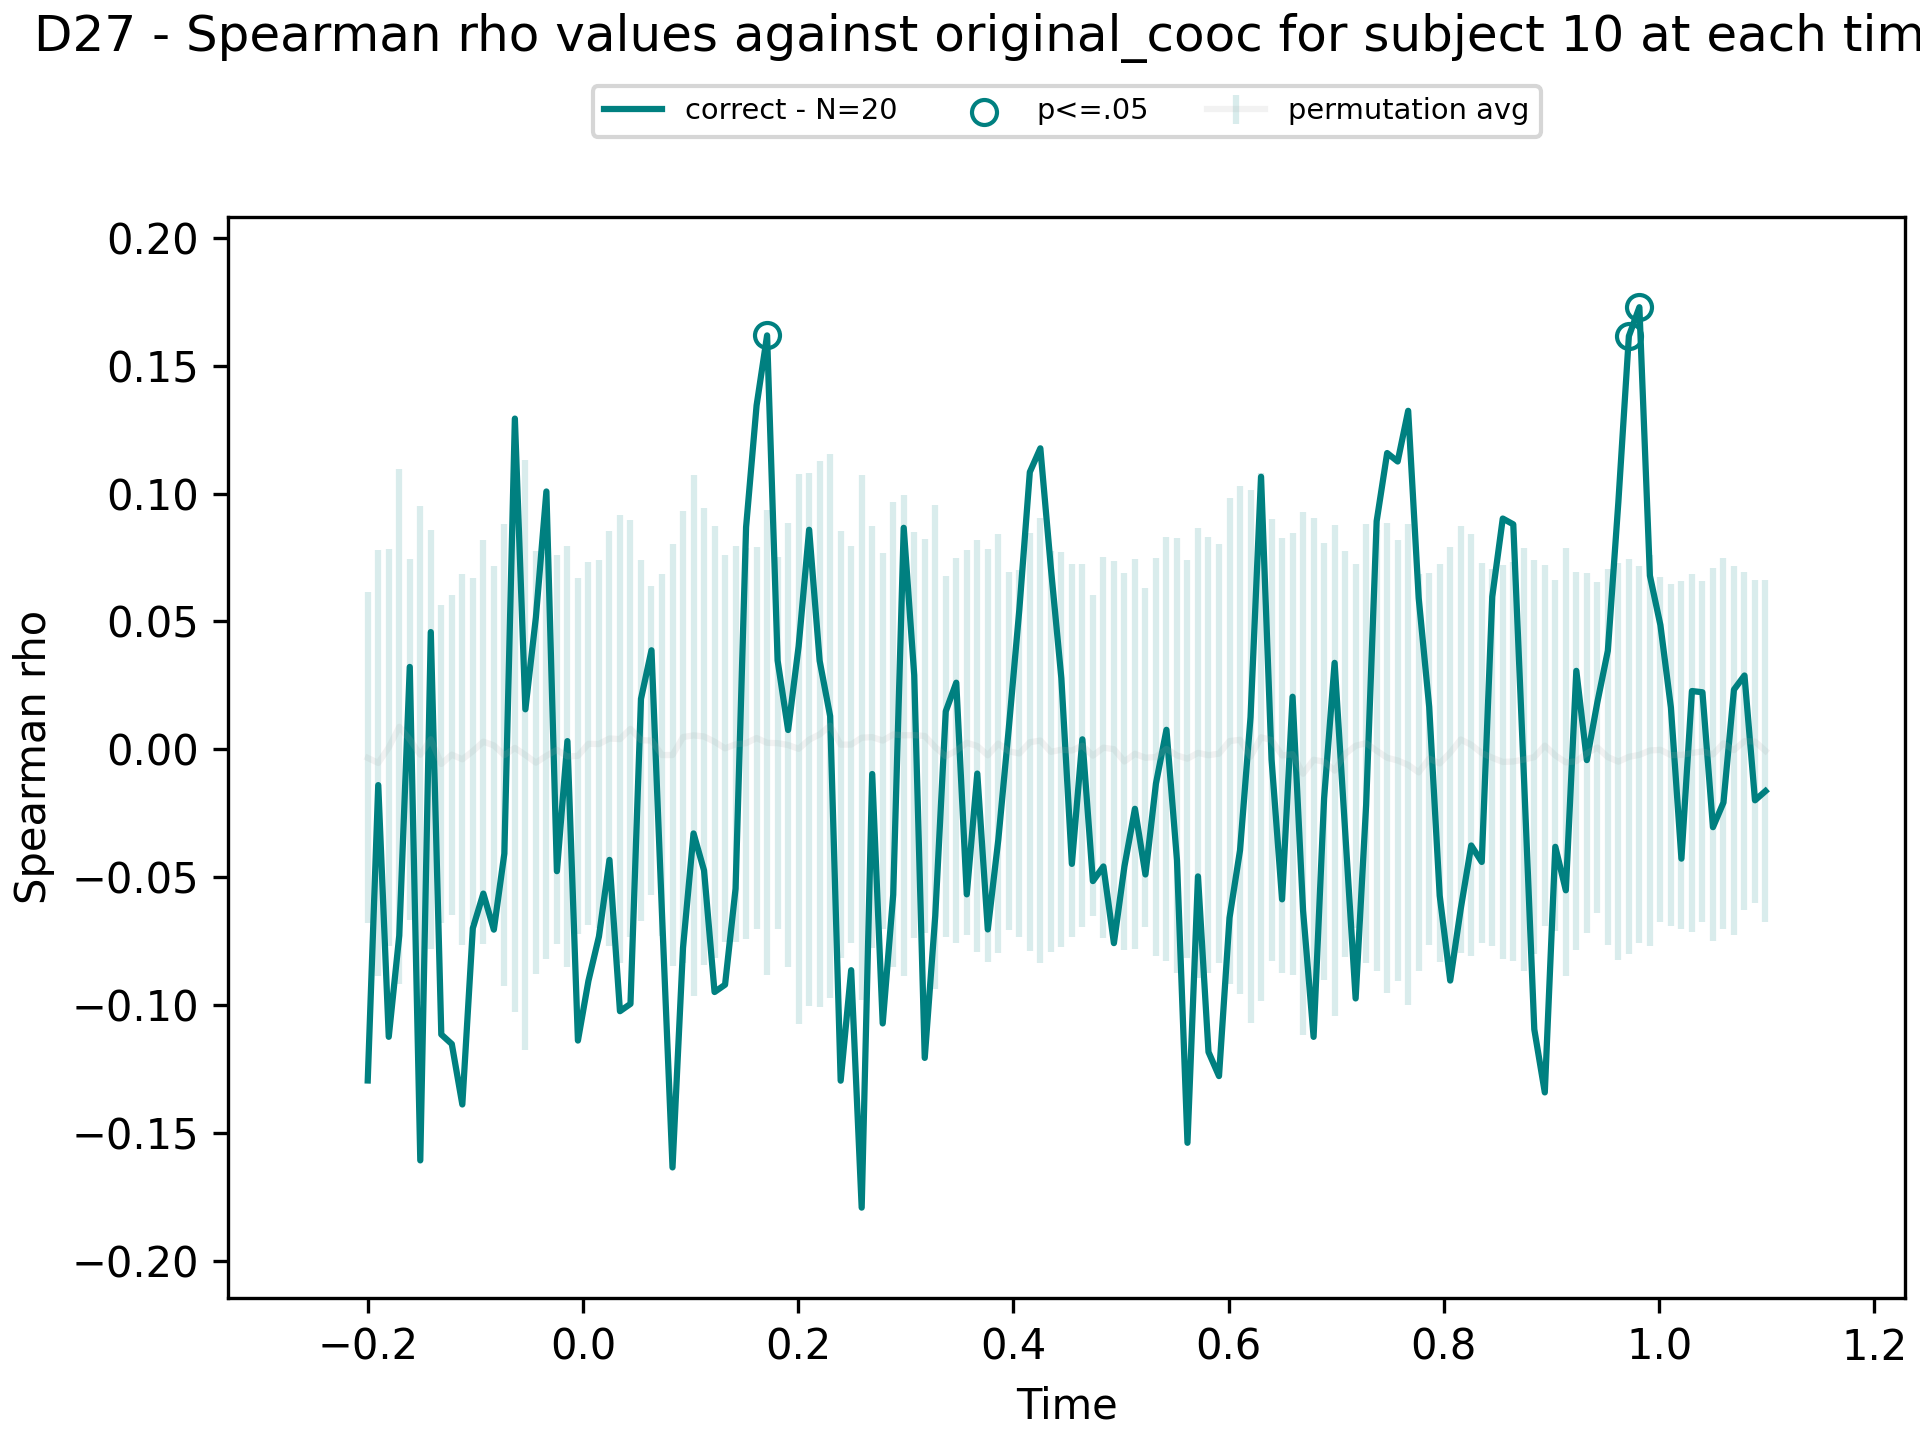 D27 - Spearman rho values against original_cooc for subject 10 at each tim
correct - N=20 p<=.05 permutation avg
0.20
0.15
0.10
0.05
0.00
−0.05
−0.10
−0.15
−0.20
Spearman rho
−0.2 0.0 0.2 0.4 0.6 0.8 1.0 1.2
Time